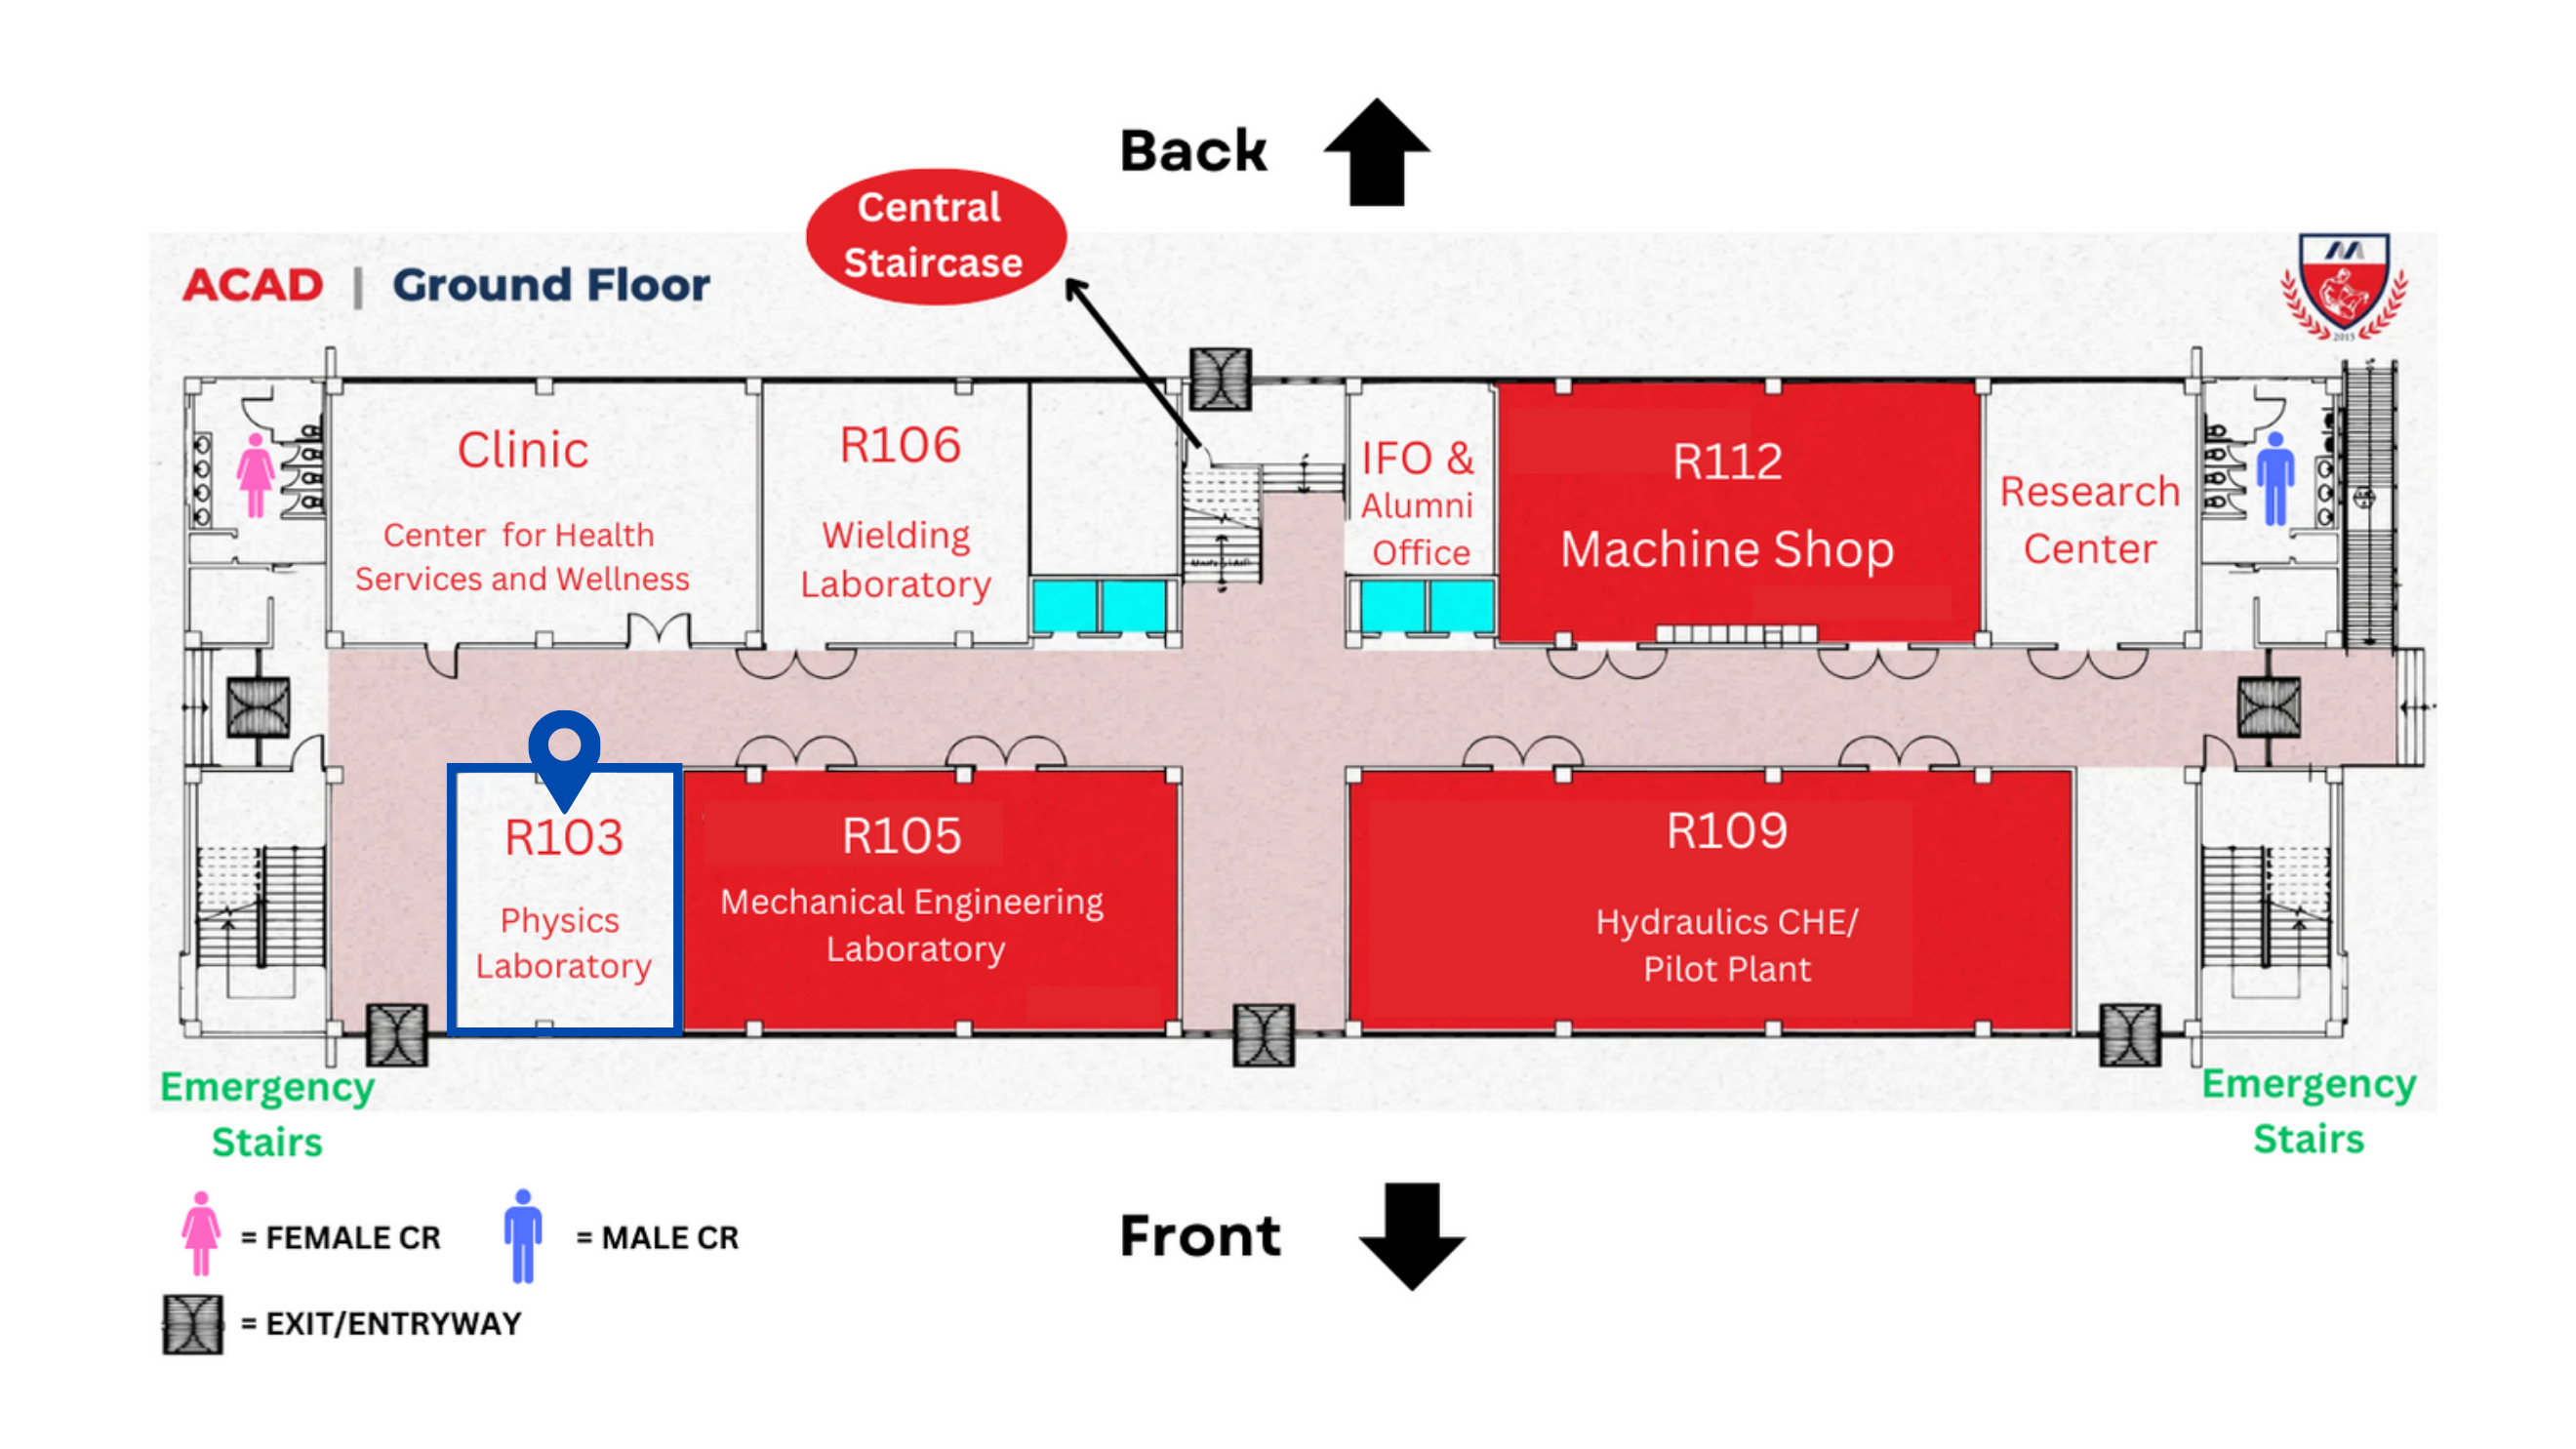 Back
Central
Staircase
ACAD | Ground Floor
2015
Clinic
Center for Health
Services and Wellness
R106
Wielding
Laboratory
IFO &
Alumni
Office
R112
Machine Shop
Research
Center
R103
Physics
Laboratory
R105
Mechanical Engineering
Laboratory
R109
Hydraulics CHE/
Pilot Plant
Emergency
Stairs
Emergency
Stairs
= FEMALE CR
= MALE CR
= EXIT/ENTRYWAY
Front